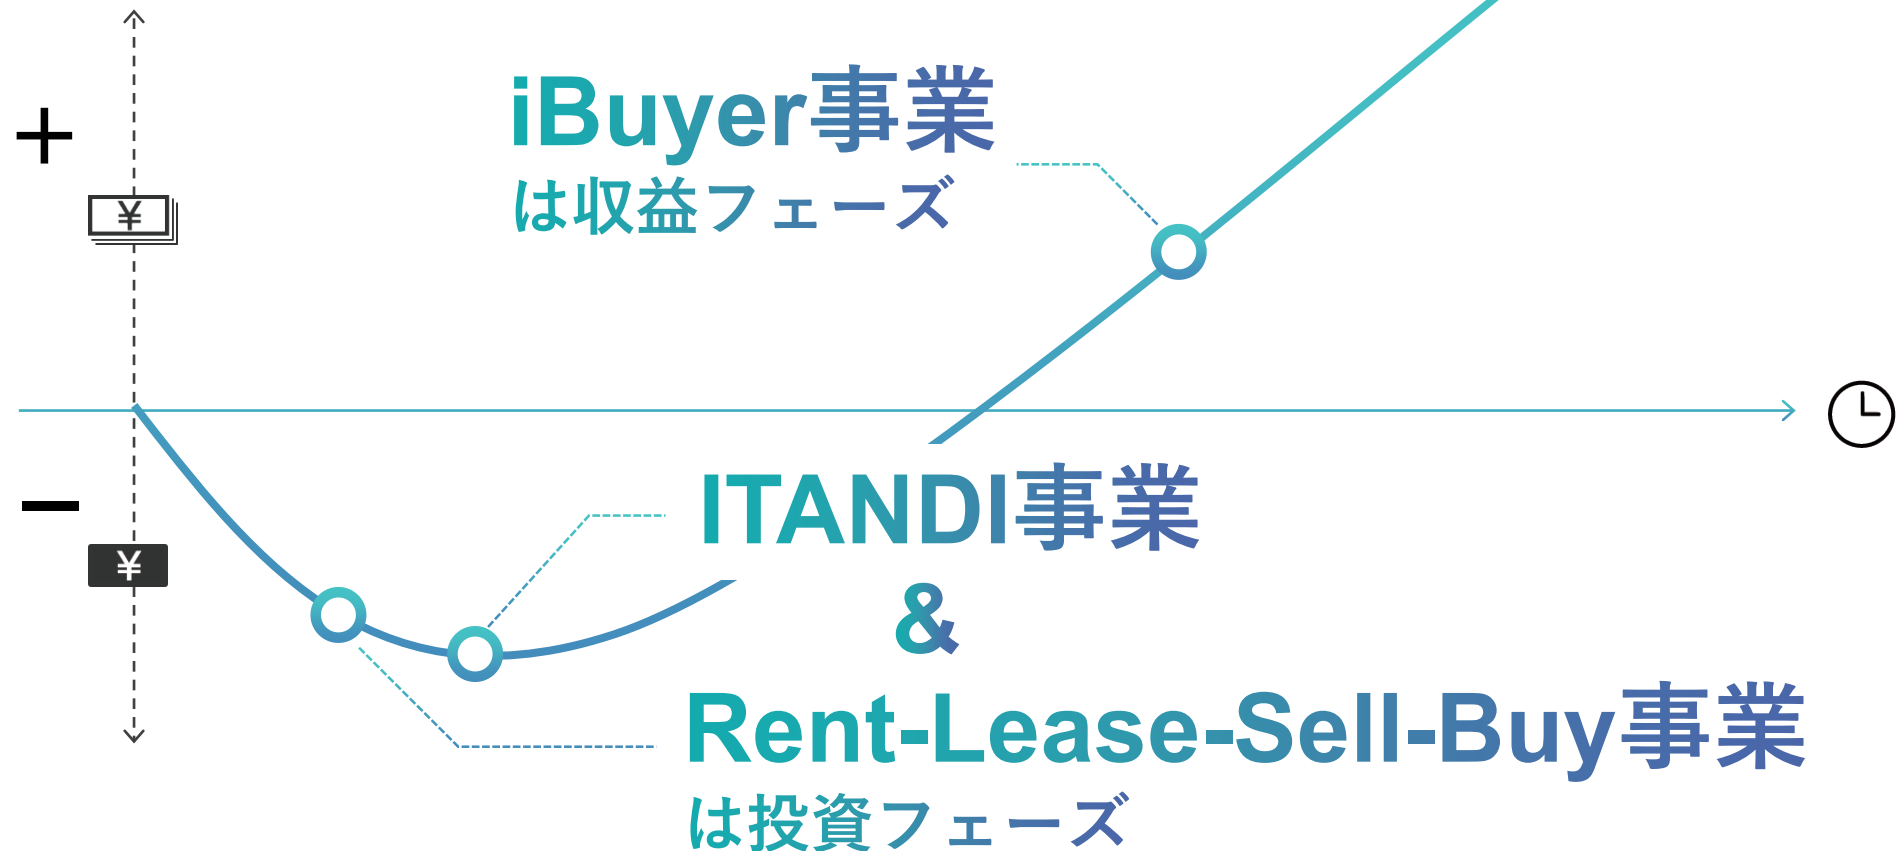 +
¥
iBuyer事業
は収益フェーズ
−
¥
ITANDI事業
&
Rent-Lease-Sell-Buy事業
は投資フェーズ